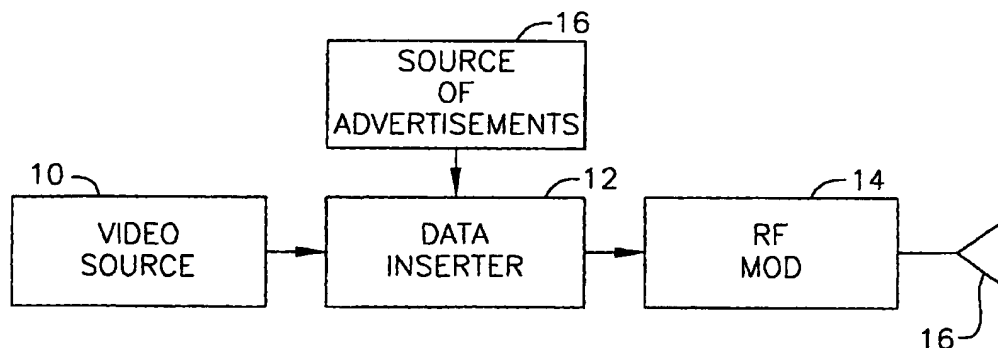 16
SOURCE
OF
ADVERTISEMENTS
10
VIDEO
SOURCE
12
DATA
INSERTER
14
RF
MOD
16